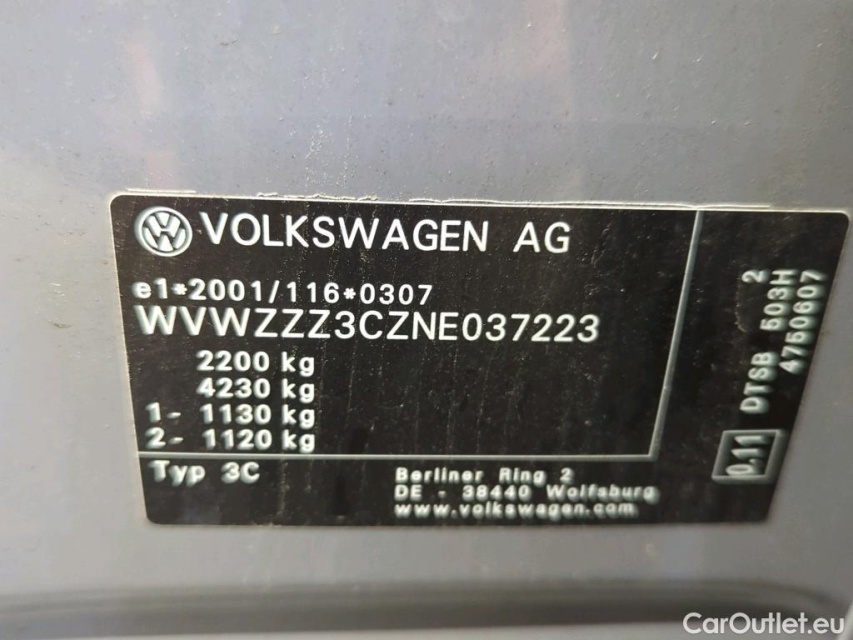 VOLKSWAGEN AG
e1*2001/116*0307
WVWZZZ3CZNE037223
2200 kg
4230 kg
1- 1130 kg
2- 1120 kg
Typ 3C
Berliner Ring 2
DE - 38440 Wolfsburg
www.volkswagen.com
2
DTSB 503H
4750607
0.11
CarOutlet.eu